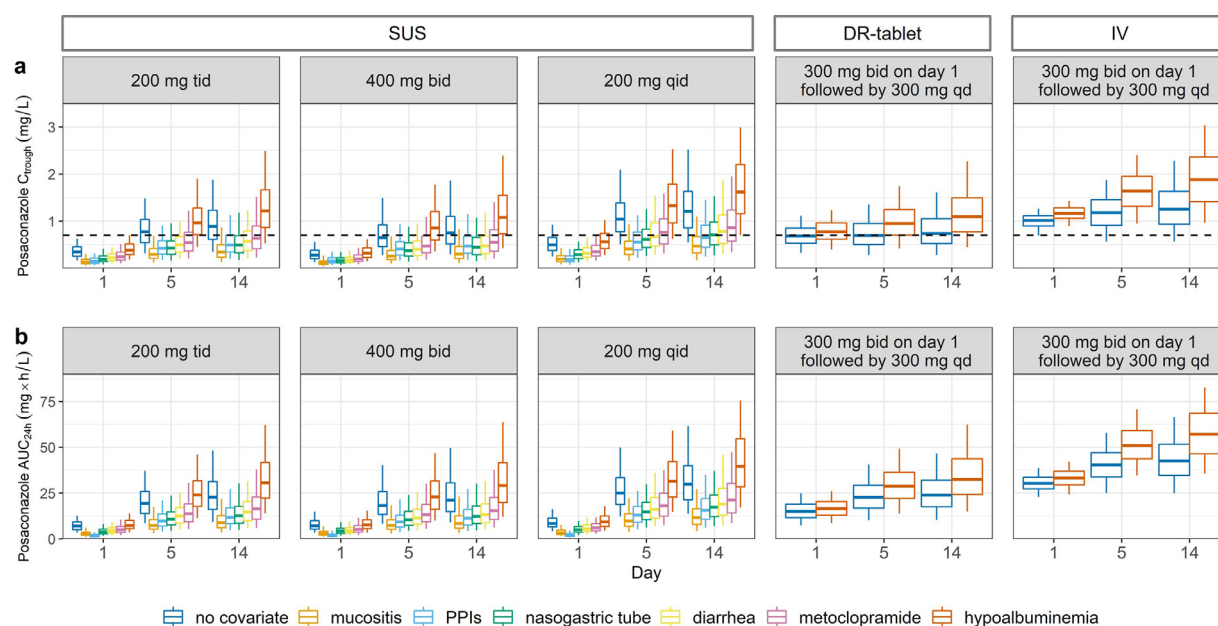 SUS DR-tablet IV
a
200 mg tid 400 mg bid 200 mg qid 300 mg bid on day 1 300 mg bid on day 1
followed by 300 mg qd followed by 300 mg qd
Posaconazole Ctrough (mg/L)
3
2
1
1 5 14 1 5 14 1 5 14 1 5 14 1 5 14
b
200 mg tid 400 mg bid 200 mg qid 300 mg bid on day 1 300 mg bid on day 1
followed by 300 mg qd followed by 300 mg qd
Posaconazole AUC24h (mg × h/L)
75
50
25
0
1 5 14 1 5 14 1 5 14 1 5 14 1 5 14
Day
no covariate mucositis PPIs nasogastric tube diarrhea metoclopramide hypoalbuminemia